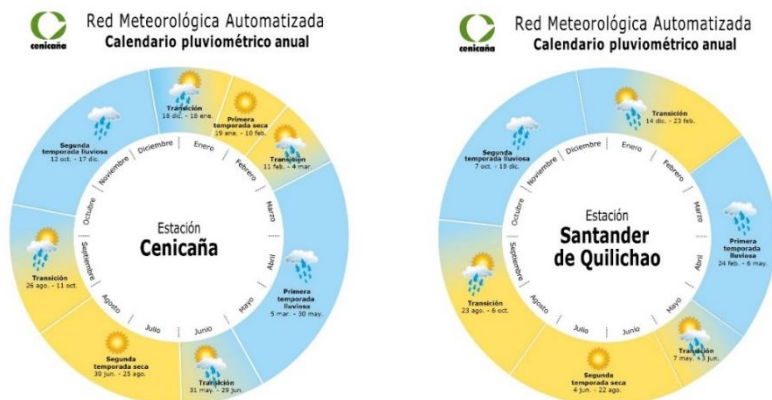 cenicaña
Red Meteorológica Automatizada
Calendario pluviométrico anual
Transición
18 dic. - 18 ene.
Primera
temporada seca
19 ene. - 10 feb.
Transición
11 feb. - 4 mar.
Primera
temporada
lluviosa
5 mar. - 30 may.
Transición
31 may. - 29 jun.
Segunda
temporada seca
30 jun. - 25 ago.
Transición
26 ago. - 11 oct.
Segunda
temporada lluviosa
12 oct. - 17 dic.
Enero
Febrero
Marzo
Abril
Mayo
Junio
Julio
Agosto
Septiembre
Octubre
Noviembre
Diciembre
Estación
Cenicaña
cenicaña
Red Meteorológica Automatizada
Calendario pluviométrico anual
Transición
14 dic. - 23 feb.
Primera
temporada
lluviosa
24 feb. - 6 may.
Transición
7 may. - 3 jun.
Segunda
temporada seca
4 jun. - 22 ago.
Transición
23 ago. - 6 oct.
Segunda
temporada lluviosa
7 oct. - 13 dic.
Enero
Febrero
Marzo
Abril
Mayo
Junio
Julio
Agosto
Septiembre
Octubre
Noviembre
Diciembre
Estación
Santander
de Quilichao